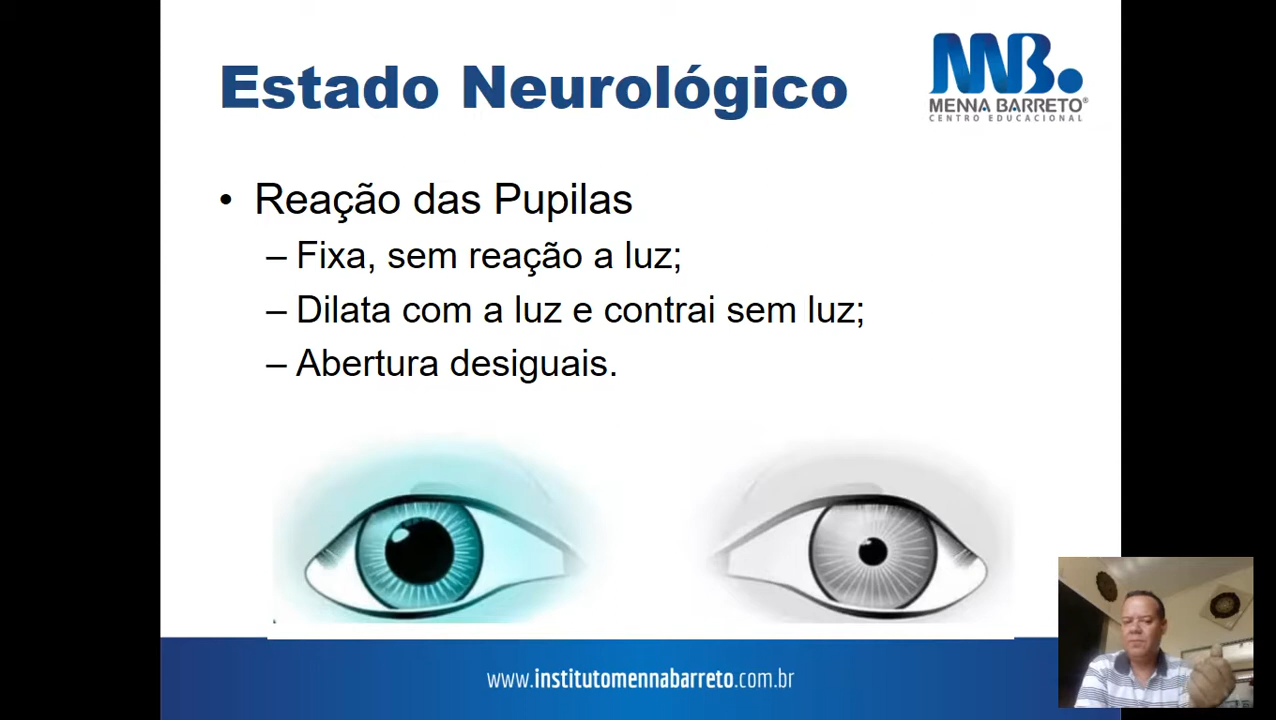 Estado Neurológico
MNB.
MENNA BARRETO®
CENTRO EDUCACIONAL
• Reação das Pupilas
– Fixa, sem reação a luz;
– Dilata com a luz e contrai sem luz;
– Abertura desiguais.
www.institutomennabarreto.com.br